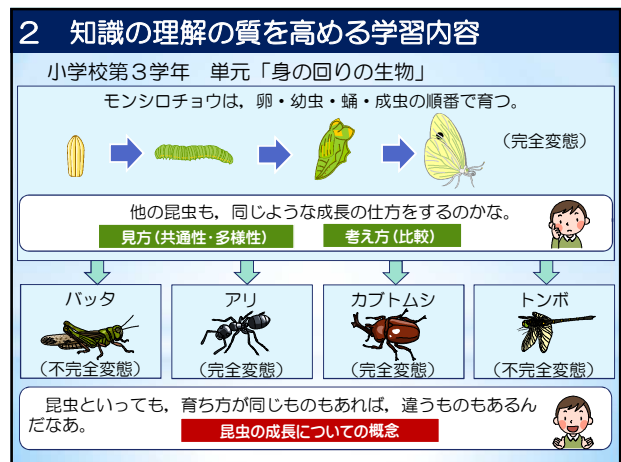 2 知識の理解の質を高める学習内容
小学校第3学年 単元「身の回りの生物」
モンシロチョウは，卵・幼虫・蛹・成虫の順番で育つ。
（完全変態）
他の昆虫も，同じような成長の仕方をするのかな。
見方（共通性・多様性）
考え方（比較）
バッタ
（不完全変態）
アリ
（完全変態）
カブトムシ
（完全変態）
トンボ
（不完全変態）
昆虫といっても，育ち方が同じものもあれば，違うものもあるん
だなあ。
昆虫の成長についての概念